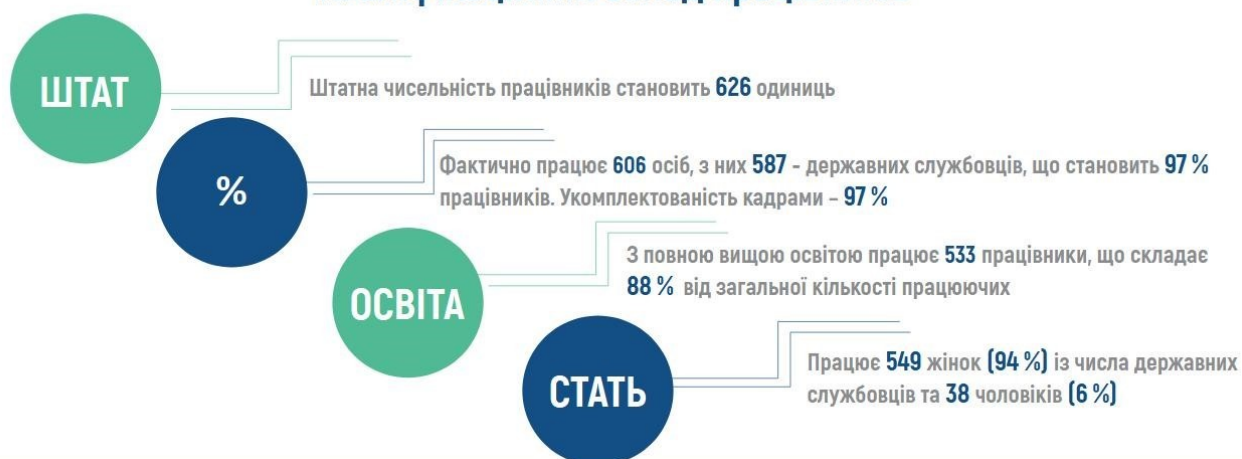 ШТАТ
Штатна чисельність працівників становить 626 одиниць
%
Фактично працює 606 осіб, з них 587 - державних службовців, що становить 97 %
працівників. Укомплектованість кадрами – 97 %
ОСВІТА
З повною вищою освітою працює 533 працівники, що складає
88 % від загальної кількості працюючих
СТАТЬ
Працює 549 жінок (94 %) із числа державних
службовців та 38 чоловіків (6 %)